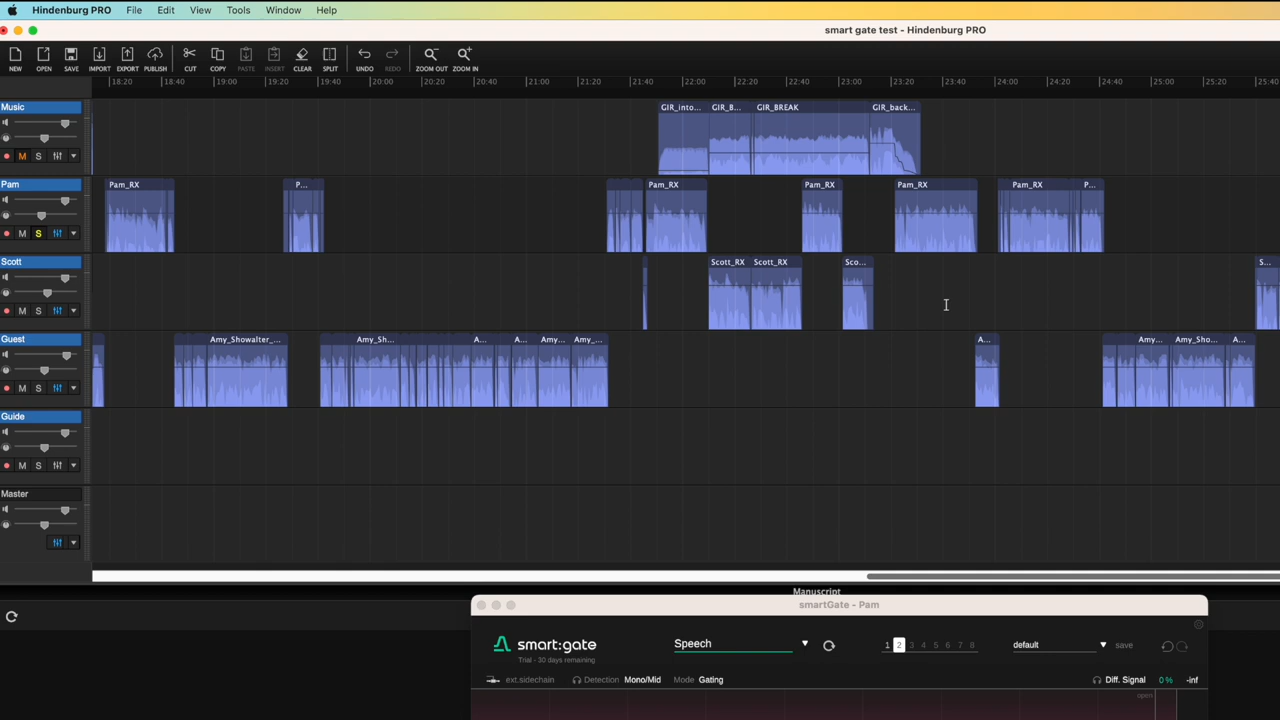 Hindenburg PRO File Edit View Tools Window Help
smart gate test - Hindenburg PRO
NEW OPEN SAVE IMPORT EXPORT PUBLISH CUT COPY PASTE INSERT CLEAR SPLIT UNDO REDO ZOOM OUT ZOOM IN
18:20 18:40 19:00 19:20 19:40 20:00 20:20 20:40 21:00 21:20 21:40 22:00 22:20 22:40 23:00 23:20 23:40 24:00 24:20 24:40 25:00 25:20 25:40
Music GIR_into... GIR_B... GIR_BREAK GIR_back...
M S
Pam Pam_RX P... Pam_RX Pam_RX Pam_RX Pam_RX P...
M S
Scott Scott_RX Scott_RX Sco... S...
M S
Guest Amy_Showalter_... Amy_Sh... A... A... Amy... Amy_... A... Amy... Amy_Sho... A...
M S
Guide
M S
Master
Manuscript
smartGate - Pam
smart:gate Speech 1 2 3 4 5 6 7 8 default save
Trial - 30 days remaining
ext.sidechain Detection Mono/Mid Mode Gating Diff. Signal 0 % -inf
open